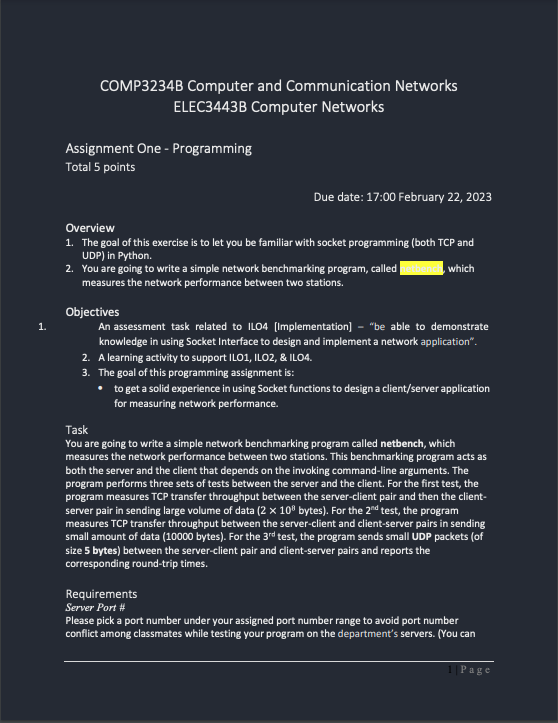 COMP3234B Computer and Communication Networks
ELEC3443B Computer Networks
Assignment One - Programming
Total 5 points
Due date: 17:00 February 22, 2023
Overview
1. The goal of this exercise is to let you be familiar with socket programming (both TCP and
UDP) in Python.
2. You are going to write a simple network benchmarking program, called , which
measures the network performance between two stations.
Objectives
1. An assessment task related to ILO4 [Implementation] – “be able to demonstrate
knowledge in using Socket Interface to design and implement a network application”.
2. A learning activity to support ILO1, ILO2, & ILO4.
3. The goal of this programming assignment is:
• to get a solid experience in using Socket functions to design a client/server application
for measuring network performance.
Task
You are going to write a simple network benchmarking program called netbench, which
measures the network performance between two stations. This benchmarking program acts as
both the server and the client that depends on the invoking command-line arguments. The
program performs three sets of tests between the server and the client. For the first test, the
program measures TCP transfer throughput between the server-client pair and then the client-
server pair in sending large volume of data (2 × 10⁸ bytes). For the 2nd test, the program
measures TCP transfer throughput between the server-client and client-server pairs in sending
small amount of data (10000 bytes). For the 3rd test, the program sends small UDP packets (of
size 5 bytes) between the server-client pair and client-server pairs and reports the
corresponding round-trip times.
Requirements
Server Port #
Please pick a port number under your assigned port number range to avoid port number
conflict among classmates while testing your program on the department’s servers. (You can
1 | P a g e